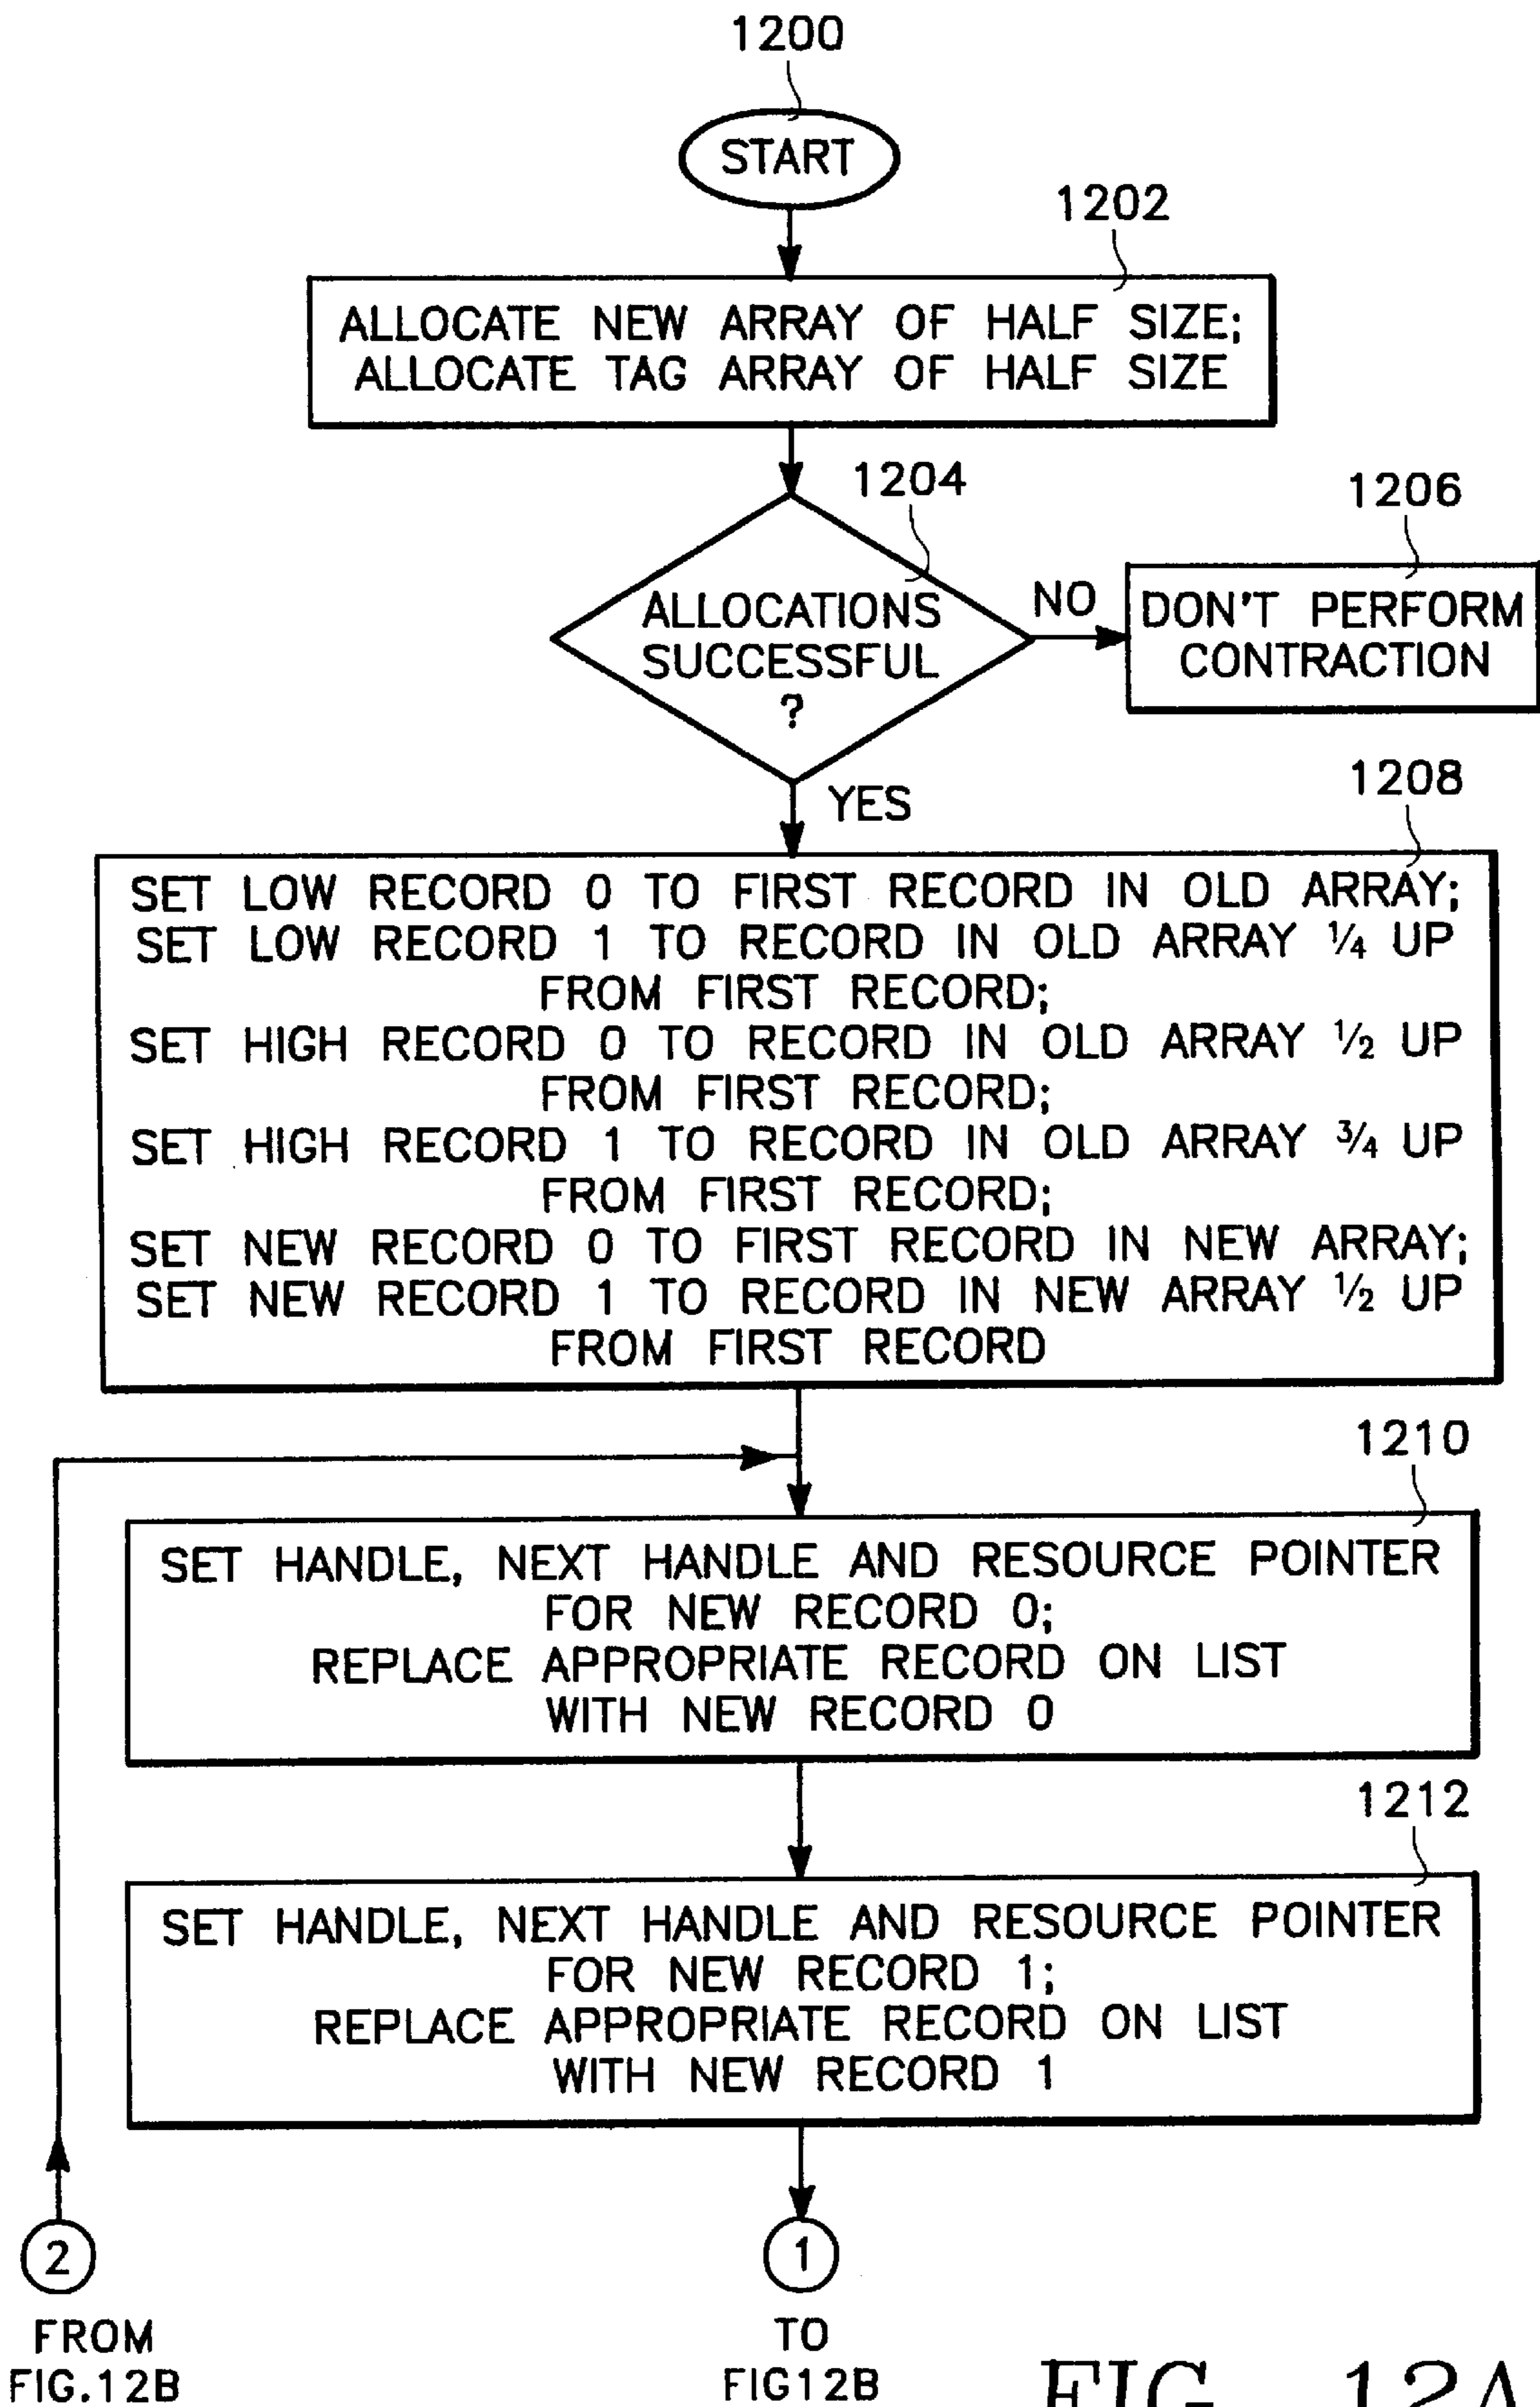 1200
START
1202
ALLOCATE NEW ARRAY OF HALF SIZE;
ALLOCATE TAG ARRAY OF HALF SIZE
1204
1206
ALLOCATIONS
SUCCESSFUL
?
NO
DON'T PERFORM
CONTRACTION
YES
1208
SET LOW RECORD 0 TO FIRST RECORD IN OLD ARRAY;
SET LOW RECORD 1 TO RECORD IN OLD ARRAY ¼ UP
FROM FIRST RECORD;
SET HIGH RECORD 0 TO RECORD IN OLD ARRAY ½ UP
FROM FIRST RECORD;
SET HIGH RECORD 1 TO RECORD IN OLD ARRAY ¾ UP
FROM FIRST RECORD;
SET NEW RECORD 0 TO FIRST RECORD IN NEW ARRAY;
SET NEW RECORD 1 TO RECORD IN NEW ARRAY ½ UP
FROM FIRST RECORD
1210
SET HANDLE, NEXT HANDLE AND RESOURCE POINTER
FOR NEW RECORD 0;
REPLACE APPROPRIATE RECORD ON LIST
WITH NEW RECORD 0
1212
SET HANDLE, NEXT HANDLE AND RESOURCE POINTER
FOR NEW RECORD 1;
REPLACE APPROPRIATE RECORD ON LIST
WITH NEW RECORD 1
2
FROM
FIG.12B
1
TO
FIG12B
FIG. 12A